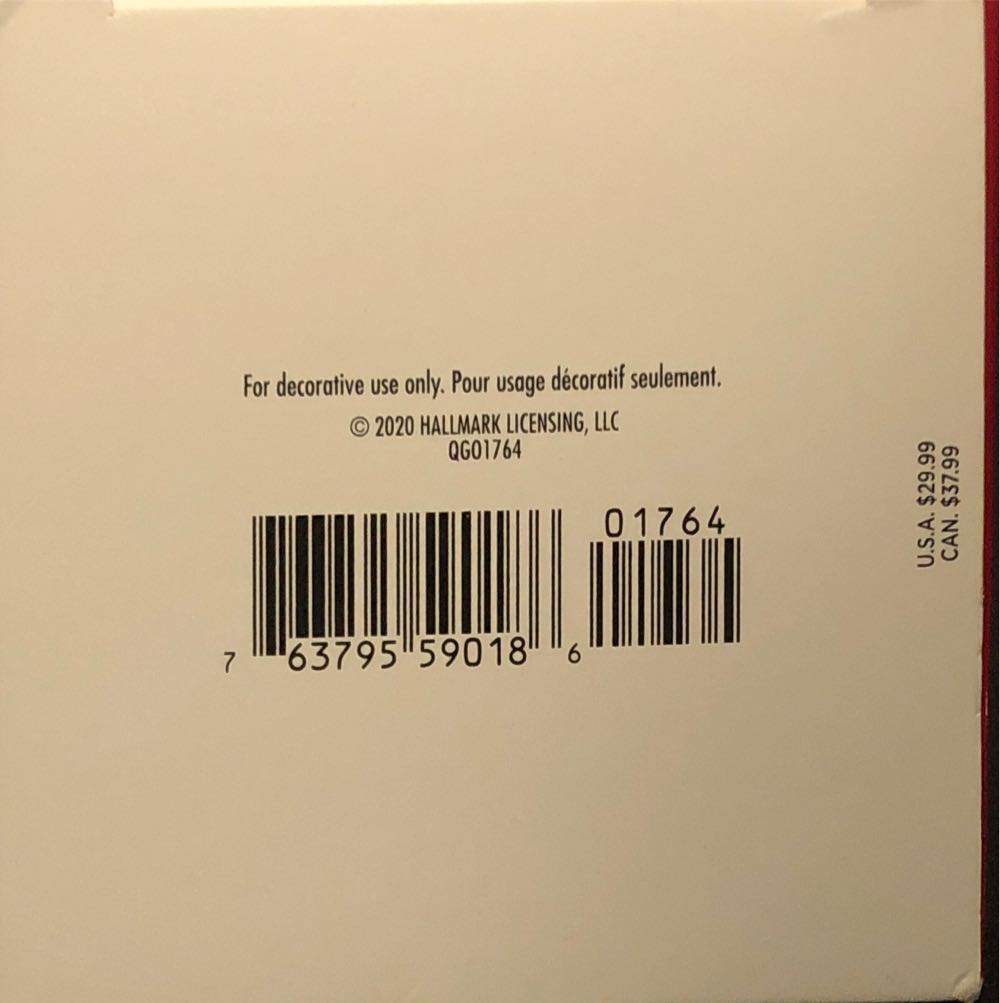 For decorative use only. Pour usage décoratif seulement.
© 2020 HALLMARK LICENSING, LLC
QGO1764
01764
7 63795 59018 6
U.S.A. $29.99
CAN. $37.99